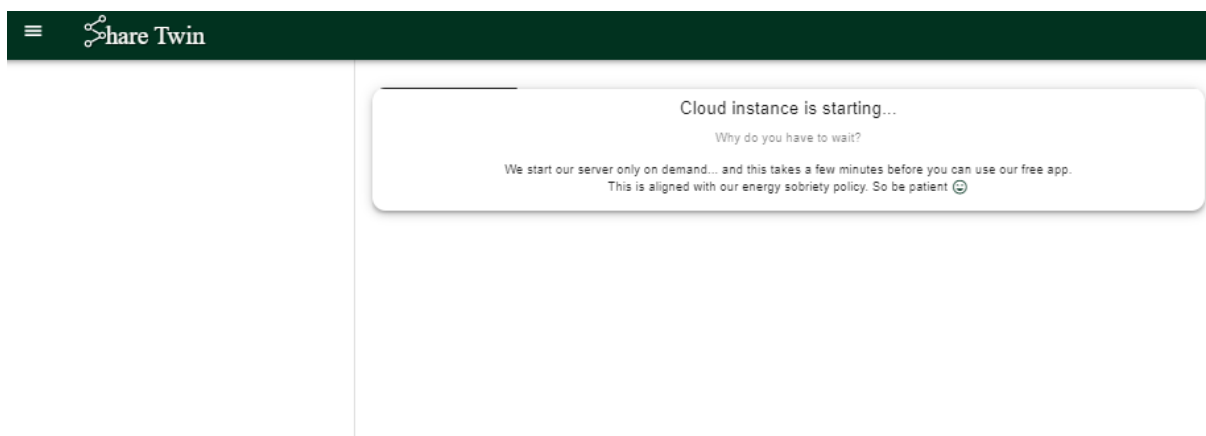 Share Twin
Cloud instance is starting...
Why do you have to wait?
We start our server only on demand... and this takes a few minutes before you can use our free app.
This is aligned with our energy sobriety policy. So be patient